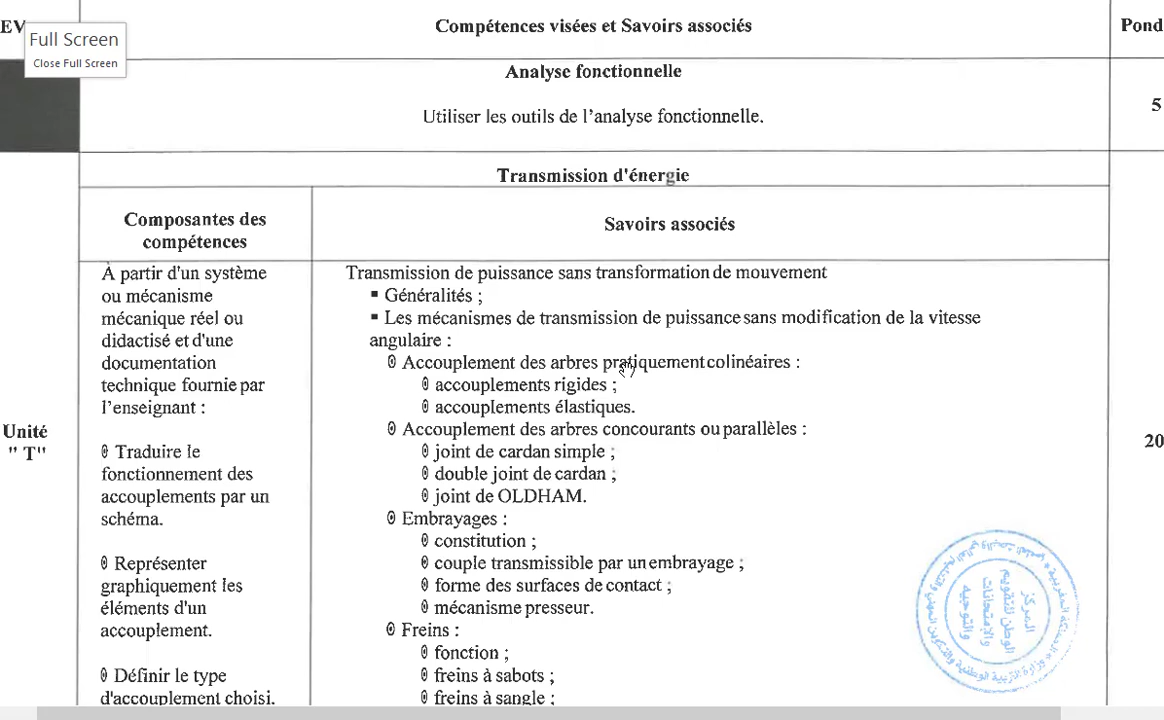 EV
Full Screen
Close Full Screen
Compétences visées et Savoirs associés
Pond
Analyse fonctionnelle
Utiliser les outils de l'analyse fonctionnelle.
5
Transmission d'énergie
Composantes des
compétences
Savoirs associés
À partir d'un système
ou mécanisme
mécanique réel ou
didactisé et d'une
documentation
technique fournie par
l'enseignant :
Traduire le
fonctionnement des
accouplements par un
schéma.
Représenter
graphiquement les
éléments d'un
accouplement.
Définir le type
d'accouplement choisi.
Transmission de puissance sans transformation de mouvement
▪ Généralités ;
▪ Les mécanismes de transmission de puissance sans modification de la vitesse
angulaire :
Accouplement des arbres pratiquement colinéaires :
accouplements rigides ;
accouplements élastiques.
Accouplement des arbres concourants ou parallèles :
joint de cardan simple ;
double joint de cardan ;
joint de OLDHAM.
Embrayages :
constitution ;
couple transmissible par un embrayage ;
forme des surfaces de contact ;
mécanisme presseur.
Freins :
fonction ;
freins à sabots ;
freins à sangle ;
Unité
" T"
20
المركز
الوطني للتقويم
والامتحانات
والتوجيه